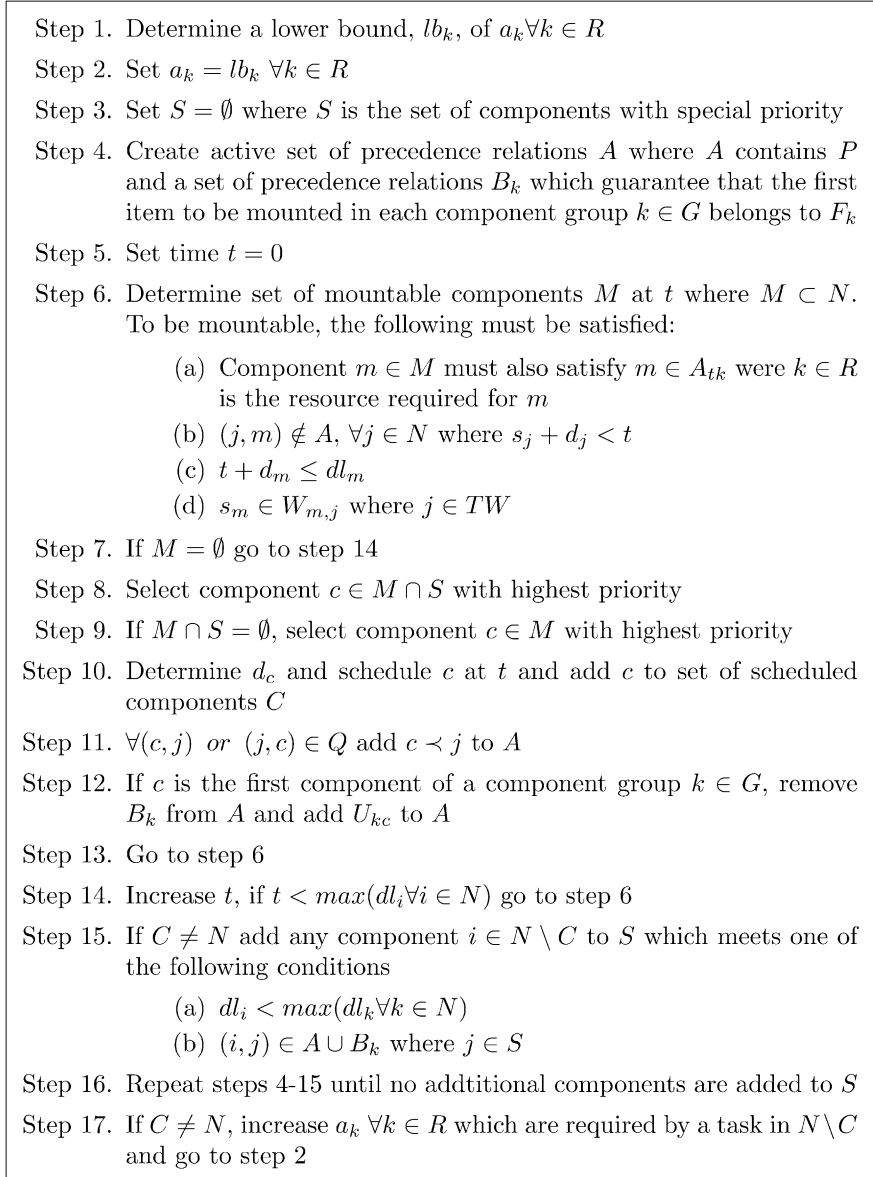 Step 1. Determine a lower bound, lb_k, of a_k∀k ∈ R
Step 2. Set a_k = lb_k ∀k ∈ R
Step 3. Set S = ∅ where S is the set of components with special priority
Step 4. Create active set of precedence relations A where A contains P
and a set of precedence relations B_k which guarantee that the first
item to be mounted in each component group k ∈ G belongs to F_k
Step 5. Set time t = 0
Step 6. Determine set of mountable components M at t where M ⊂ N.
To be mountable, the following must be satisfied:
(a) Component m ∈ M must also satisfy m ∈ A_tk were k ∈ R
is the resource required for m
(b) (j, m) ∉ A, ∀j ∈ N where s_j + d_j < t
(c) t + d_m ≤ dl_m
(d) s_m ∈ W_m,j where j ∈ TW
Step 7. If M = ∅ go to step 14
Step 8. Select component c ∈ M ∩ S with highest priority
Step 9. If M ∩ S = ∅, select component c ∈ M with highest priority
Step 10. Determine d_c and schedule c at t and add c to set of scheduled
components C
Step 11. ∀(c, j) or (j, c) ∈ Q add c ≺ j to A
Step 12. If c is the first component of a component group k ∈ G, remove
B_k from A and add U_kc to A
Step 13. Go to step 6
Step 14. Increase t, if t < max(dl_i∀i ∈ N) go to step 6
Step 15. If C ≠ N add any component i ∈ N \ C to S which meets one of
the following conditions
(a) dl_i < max(dl_k∀k ∈ N)
(b) (i, j) ∈ A ∪ B_k where j ∈ S
Step 16. Repeat steps 4-15 until no addtitional components are added to S
Step 17. If C ≠ N, increase a_k ∀k ∈ R which are required by a task in N\C
and go to step 2